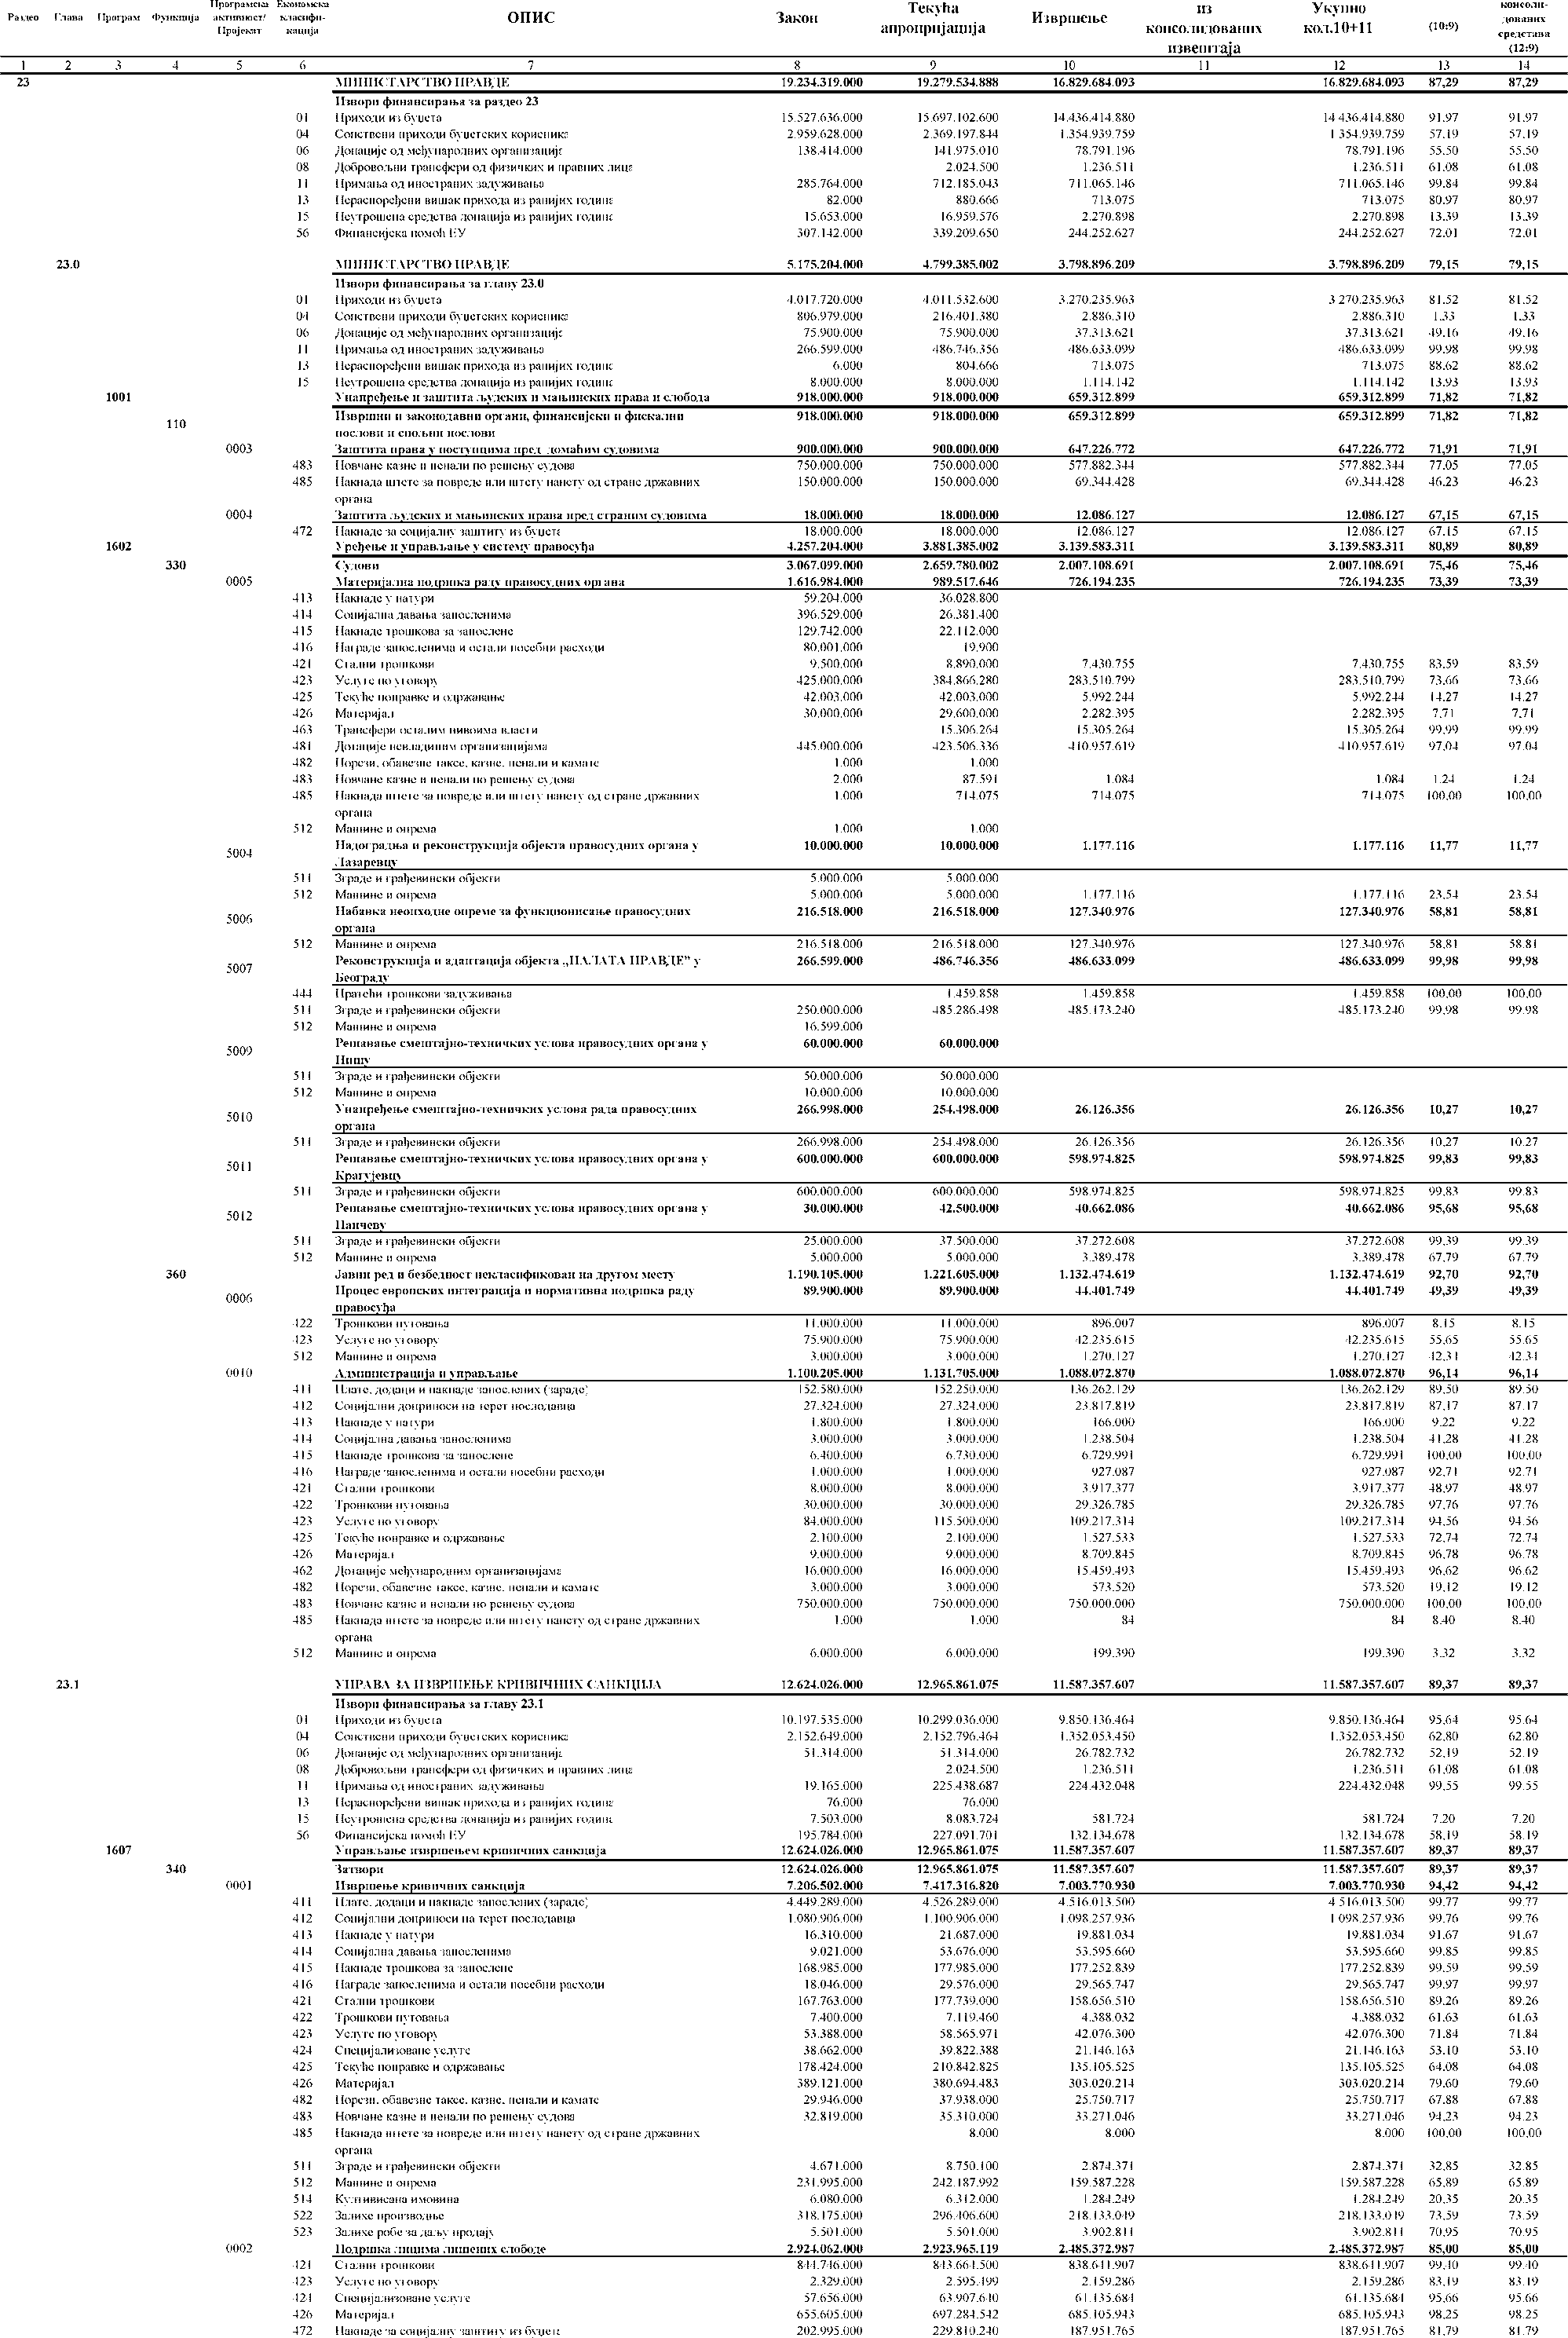 Раздео Глава Програм Функција Програмска активност/ Пројекат Економска класифи-кација ОПИС Закон Текућа апропријација Извршење из консолидованих извештаја Укупно кол.10+11 (10:9) консоли-дованих средстава (12:9)
1 2 3 4 5 6 7 8 9 10 11 12 13 14
23 МИНИСТАРСТВО ПРАВДЕ 19.234.319.000 19.279.534.888 16.829.684.093 16.829.684.093 87,29 87,29
Извори финансирања за раздео 23
01 Приходи из буџета 15.527.636.000 15.697.102.600 14.436.414.880 14.436.414.880 91,97 91,97
04 Сопствени приходи буџетских корисника 2.959.628.000 2.369.197.844 1.354.939.759 1.354.939.759 57,19 57,19
06 Донације од међународних организација 138.414.000 141.975.010 78.791.196 78.791.196 55,50 55,50
08 Добровољни трансфери од физичких и правних лица 2.024.500 1.236.511 1.236.511 61,08 61,08
11 Примања од иностраних задуживања 285.764.000 712.185.043 711.065.146 711.065.146 99,84 99,84
13 Нераспоређени вишак прихода из ранијих година 82.000 880.666 713.075 713.075 80,97 80,97
15 Неутрошена средства донација из ранијих година 15.653.000 16.959.576 2.270.898 2.270.898 13,39 13,39
56 Финансијска помоћ ЕУ 307.142.000 339.209.650 244.252.627 244.252.627 72,01 72,01
23.0 МИНИСТАРСТВО ПРАВДЕ 5.175.204.000 4.799.385.002 3.798.896.209 3.798.896.209 79,15 79,15
Извори финансирања за главу 23.0
01 Приходи из буџета 4.017.720.000 4.011.532.600 3.270.235.963 3.270.235.963 81,52 81,52
04 Сопствени приходи буџетских корисника 806.979.000 216.401.380 2.886.310 2.886.310 1,33 1,33
06 Донације од међународних организација 75.900.000 75.900.000 37.313.621 37.313.621 49,16 49,16
11 Примања од иностраних задуживања 266.599.000 486.746.356 486.633.099 486.633.099 99,98 99,98
13 Нераспоређени вишак прихода из ранијих година 6.000 804.666 713.075 713.075 88,62 88,62
15 Неутрошена средства донација из ранијих година 8.000.000 8.000.000 1.114.142 1.114.142 13,93 13,93
1001 Унапређење и заштита људских и мањинских права и слобода 918.000.000 918.000.000 659.312.899 659.312.899 71,82 71,82
110 Извршни и законодавни органи, финансијски и фискални 918.000.000 918.000.000 659.312.899 659.312.899 71,82 71,82
послови и спољни послови
0003 Заштита права у поступцима пред домаћим судовима 900.000.000 900.000.000 647.226.772 647.226.772 71,91 71,91
483 Новчане казне и пенали по решењу судова 750.000.000 750.000.000 577.882.344 577.882.344 77,05 77,05
485 Накнада штете за повреде или штету нанету од стране државних 150.000.000 150.000.000 69.344.428 69.344.428 46,23 46,23
органа
0004 Заштита људских и мањинских права пред страним судовима 18.000.000 18.000.000 12.086.127 12.086.127 67,15 67,15
472 Накнаде за социјалну заштиту из буџета 18.000.000 18.000.000 12.086.127 12.086.127 67,15 67,15
1602 Уређење и управљање у систему правосуђа 4.257.204.000 3.881.385.002 3.139.583.311 3.139.583.311 80,89 80,89
330 Судови 3.067.099.000 2.659.780.002 2.007.108.691 2.007.108.691 75,46 75,46
0005 Материјална подршка раду правосудних органа 1.616.984.000 989.517.646 726.194.235 726.194.235 73,39 73,39
413 Накнаде у натури 59.204.000 36.028.800
414 Социјална давања запосленима 396.529.000 26.381.400
415 Накнаде трошкова за запослене 129.742.000 22.112.000
416 Награде запосленима и остали посебни расходи 80.001.000 19.900
421 Стални трошкови 9.500.000 8.890.000 7.430.755 7.430.755 83,59 83,59
423 Услуге по уговору 425.000.000 384.866.280 283.510.799 283.510.799 73,66 73,66
425 Текуће поправке и одржавање 42.003.000 42.003.000 5.992.244 5.992.244 14,27 14,27
426 Материјал 30.000.000 29.600.000 2.282.395 2.282.395 7,71 7,71
463 Трансфери осталим нивоима власти 15.306.264 15.305.264 15.305.264 99,99 99,99
481 Дотације невладиним организацијама 445.000.000 423.506.336 410.957.619 410.957.619 97,04 97,04
482 Порези, обавезне таксе, казне, пенали и камате 1.000 1.000
483 Новчане казне и пенали по решењу судова 2.000 87.591 1.084 1.084 1,24 1,24
485 Накнада штете за повреде или штету нанету од стране државних 1.000 714.075 714.075 714.075 100,00 100,00
органа
512 Машине и опрема 1.000 1.000
5004 Надоградња и реконструкција објекта правосудних органа у 10.000.000 10.000.000 1.177.116 1.177.116 11,77 11,77
Лазаревцу
511 Зграде и грађевински објекти 5.000.000 5.000.000
512 Машине и опрема 5.000.000 5.000.000 1.177.116 1.177.116 23,54 23,54
5006 Набавка неопходне опреме за функционисање правосудних 216.518.000 216.518.000 127.340.976 127.340.976 58,81 58,81
органа
512 Машине и опрема 216.518.000 216.518.000 127.340.976 127.340.976 58,81 58,81
5007 Реконструкција и адаптација објекта „ПАЛАТА ПРАВДЕ” у 266.599.000 486.746.356 486.633.099 486.633.099 99,98 99,98
Београду
444 Пратећи трошкови задуживања 1.459.858 1.459.858 1.459.858 100,00 100,00
511 Зграде и грађевински објекти 250.000.000 485.286.498 485.173.240 485.173.240 99,98 99,98
512 Машине и опрема 16.599.000
5009 Решавање смештајно-техничких услова правосудних органа у 60.000.000 60.000.000
Нишу
511 Зграде и грађевински објекти 50.000.000 50.000.000
512 Машине и опрема 10.000.000 10.000.000
5010 Унапређење смештајно-техничких услова рада правосудних 266.998.000 254.498.000 26.126.356 26.126.356 10,27 10,27
органа
511 Зграде и грађевински објекти 266.998.000 254.498.000 26.126.356 26.126.356 10,27 10,27
5011 Решавање смештајно-техничких услова правосудних органа у 600.000.000 600.000.000 598.974.825 598.974.825 99,83 99,83
Крагујевцу
511 Зграде и грађевински објекти 600.000.000 600.000.000 598.974.825 598.974.825 99,83 99,83
5012 Решавање смештајно-техничких услова правосудних органа у 30.000.000 42.500.000 40.662.086 40.662.086 95,68 95,68
Панчеву
511 Зграде и грађевински објекти 25.000.000 37.500.000 37.272.608 37.272.608 99,39 99,39
512 Машине и опрема 5.000.000 5.000.000 3.389.478 3.389.478 67,79 67,79
360 Јавни ред и безбедност некласификован на другом месту 1.190.105.000 1.221.605.000 1.132.474.619 1.132.474.619 92,70 92,70
0006 Процес европских интеграција и нормативна подршка раду 89.900.000 89.900.000 44.401.749 44.401.749 49,39 49,39
правосуђа
422 Трошкови путовања 11.000.000 11.000.000 896.007 896.007 8,15 8,15
423 Услуге по уговору 75.900.000 75.900.000 42.235.615 42.235.615 55,65 55,65
512 Машине и опрема 3.000.000 3.000.000 1.270.127 1.270.127 42,34 42,34
0010 Администрација и управљање 1.100.205.000 1.131.705.000 1.088.072.870 1.088.072.870 96,14 96,14
411 Плате, додаци и накнаде запослених (зараде) 152.580.000 152.250.000 136.262.129 136.262.129 89,50 89,50
412 Социјални доприноси на терет послодавца 27.324.000 27.324.000 23.817.819 23.817.819 87,17 87,17
413 Накнаде у натури 1.800.000 1.800.000 166.000 166.000 9,22 9,22
414 Социјална давања запосленима 3.000.000 3.000.000 1.238.504 1.238.504 41,28 41,28
415 Накнаде трошкова за запослене 6.400.000 6.730.000 6.729.991 6.729.991 100,00 100,00
416 Награде запосленима и остали посебни расходи 1.000.000 1.000.000 927.087 927.087 92,71 92,71
421 Стални трошкови 8.000.000 8.000.000 3.917.377 3.917.377 48,97 48,97
422 Трошкови путовања 30.000.000 30.000.000 29.326.785 29.326.785 97,76 97,76
423 Услуге по уговору 84.000.000 115.500.000 109.217.314 109.217.314 94,56 94,56
425 Текуће поправке и одржавање 2.100.000 2.100.000 1.527.533 1.527.533 72,74 72,74
426 Материјал 9.000.000 9.000.000 8.709.845 8.709.845 96,78 96,78
462 Дотације међународним организацијама 16.000.000 16.000.000 15.459.493 15.459.493 96,62 96,62
482 Порези, обавезне таксе, казне, пенали и камате 3.000.000 3.000.000 573.520 573.520 19,12 19,12
483 Новчане казне и пенали по решењу судова 750.000.000 750.000.000 750.000.000 750.000.000 100,00 100,00
485 Накнада штете за повреде или штету нанету од стране државних 1.000 1.000 84 84 8,40 8,40
органа
512 Машине и опрема 6.000.000 6.000.000 199.390 199.390 3,32 3,32
23.1 УПРАВА ЗА ИЗВРШЕЊЕ КРИВИЧНИХ САНКЦИЈА 12.624.026.000 12.965.861.075 11.587.357.607 11.587.357.607 89,37 89,37
Извори финансирања за главу 23.1
01 Приходи из буџета 10.197.535.000 10.299.036.000 9.850.136.464 9.850.136.464 95,64 95,64
04 Сопствени приходи буџетских корисника 2.152.649.000 2.152.796.464 1.352.053.450 1.352.053.450 62,80 62,80
06 Донације од међународних организација 51.314.000 51.314.000 26.782.732 26.782.732 52,19 52,19
08 Добровољни трансфери од физичких и правних лица 2.024.500 1.236.511 1.236.511 61,08 61,08
11 Примања од иностраних задуживања 19.165.000 225.438.687 224.432.048 224.432.048 99,55 99,55
13 Нераспоређени вишак прихода из ранијих година 76.000 76.000
15 Неутрошена средства донација из ранијих година 7.503.000 8.083.724 581.724 581.724 7,20 7,20
56 Финансијска помоћ ЕУ 195.784.000 227.091.701 132.134.678 132.134.678 58,19 58,19
1607 Управљање извршењем кривичних санкција 12.624.026.000 12.965.861.075 11.587.357.607 11.587.357.607 89,37 89,37
340 Затвори 12.624.026.000 12.965.861.075 11.587.357.607 11.587.357.607 89,37 89,37
0001 Извршење кривичних санкција 7.206.502.000 7.417.316.820 7.003.770.930 7.003.770.930 94,42 94,42
411 Плате, додаци и накнаде запослених (зараде) 4.449.289.000 4.526.289.000 4.516.013.500 4.516.013.500 99,77 99,77
412 Социјални доприноси на терет послодавца 1.080.906.000 1.100.906.000 1.098.257.936 1.098.257.936 99,76 99,76
413 Накнаде у натури 16.310.000 21.687.000 19.881.034 19.881.034 91,67 91,67
414 Социјална давања запосленима 9.021.000 53.676.000 53.595.660 53.595.660 99,85 99,85
415 Накнаде трошкова за запослене 168.985.000 177.985.000 177.252.839 177.252.839 99,59 99,59
416 Награде запосленима и остали посебни расходи 18.046.000 29.576.000 29.565.747 29.565.747 99,97 99,97
421 Стални трошкови 167.763.000 177.739.000 158.656.510 158.656.510 89,26 89,26
422 Трошкови путовања 7.400.000 7.119.460 4.388.032 4.388.032 61,63 61,63
423 Услуге по уговору 53.388.000 58.565.971 42.076.300 42.076.300 71,84 71,84
424 Специјализоване услуге 38.662.000 39.822.388 21.146.163 21.146.163 53,10 53,10
425 Текуће поправке и одржавање 178.424.000 210.842.825 135.105.525 135.105.525 64,08 64,08
426 Материјал 389.121.000 380.694.483 303.020.214 303.020.214 79,60 79,60
482 Порези, обавезне таксе, казне, пенали и камате 29.946.000 37.938.000 25.750.717 25.750.717 67,88 67,88
483 Новчане казне и пенали по решењу судова 32.819.000 35.310.000 33.271.046 33.271.046 94,23 94,23
485 Накнада штете за повреде или штету нанету од стране државних 8.000 8.000 8.000 100,00 100,00
органа
511 Зграде и грађевински објекти 4.671.000 8.750.100 2.874.371 2.874.371 32,85 32,85
512 Машине и опрема 231.995.000 242.187.992 159.587.228 159.587.228 65,89 65,89
514 Култивисана имовина 6.080.000 6.312.000 1.284.249 1.284.249 20,35 20,35
522 Залихе производње 318.175.000 296.406.600 218.133.049 218.133.049 73,59 73,59
523 Залихе робе за даљу продају 5.501.000 5.501.000 3.902.811 3.902.811 70,95 70,95
0002 Подршка лицима лишених слободе 2.924.062.000 2.923.965.119 2.485.372.987 2.485.372.987 85,00 85,00
421 Стални трошкови 844.746.000 843.664.500 838.641.907 838.641.907 99,40 99,40
423 Услуге по уговору 2.329.000 2.595.499 2.159.286 2.159.286 83,19 83,19
424 Специјализоване услуге 57.656.000 63.907.640 61.135.684 61.135.684 95,66 95,66
426 Материјал 655.605.000 697.284.542 685.105.943 685.105.943 98,25 98,25
472 Накнаде за социјалну заштиту из буџета 202.995.000 229.810.240 187.951.765 187.951.765 81,79 81,79